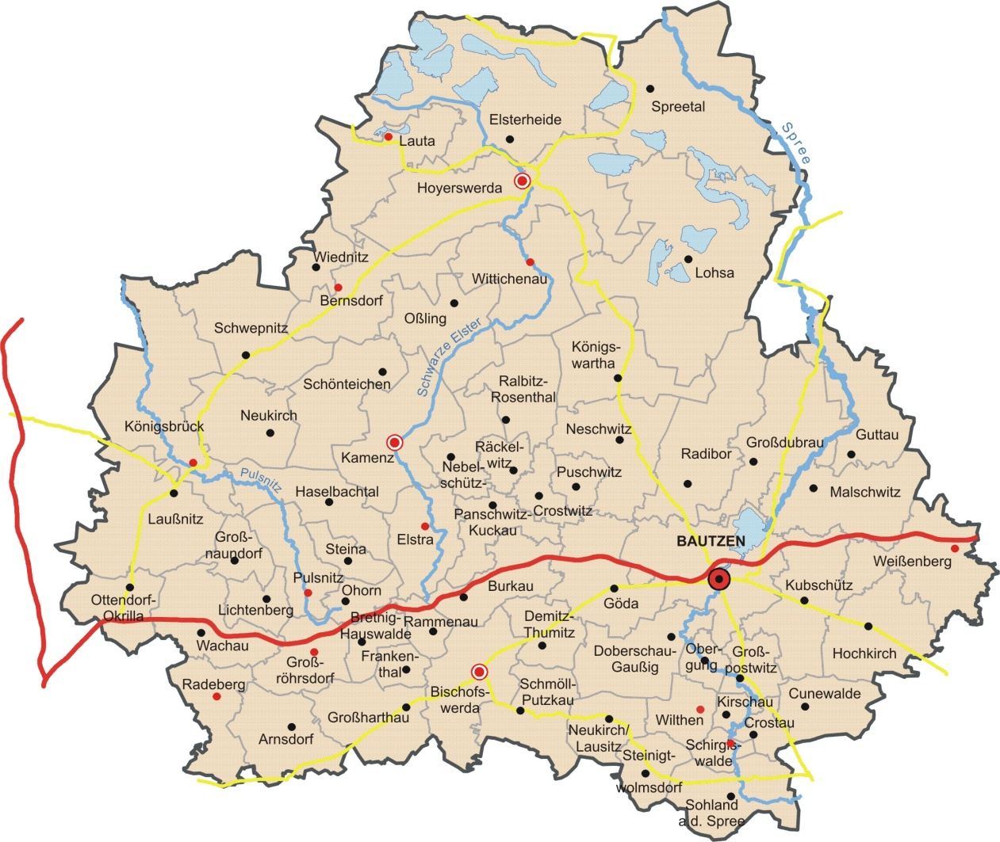 Spreetal
Elsterheide
Spree
Lauta
Hoyerswerda
Wiednitz
Wittichenau
Lohsa
Bernsdorf
Oßling
Schwepnitz
Schwarze Elster
Königs-
wartha
Schönteichen
Ralbitz-
Rosenthal
Neukirch
Königsbrück
Neschwitz
Großdubrau
Guttau
Kamenz
Räckel-
witz
Radibor
Nebel-
schütz-
Puschwitz
Pulsnitz
Haselbachtal
Malschwitz
Crostwitz
Panschwitz-
Kuckau
Laußnitz
Groß-
naundorf
Elstra
BAUTZEN
Steina
Weißenberg
Pulsnitz
Ohorn
Burkau
Kubschütz
Ottendorf-
Okrilla
Lichtenberg
Göda
Bretnig-
Hauswalde
Rammenau
Demitz-
Thumitz
Wachau
Doberschau-
Gaußig
Ober-
gung
Groß-
postwitz
Hochkirch
Groß-
röhrsdorf
Franken-
thal
Radeberg
Bischofs-
werda
Schmöll-
Putzkau
Cunewalde
Kirschau
Großharthau
Wilthen
Crostau
Arnsdorf
Neukirch/
Lausitz
Schirgis-
walde
Steinigt-
wolmsdorf
Sohland
a.d. Spree